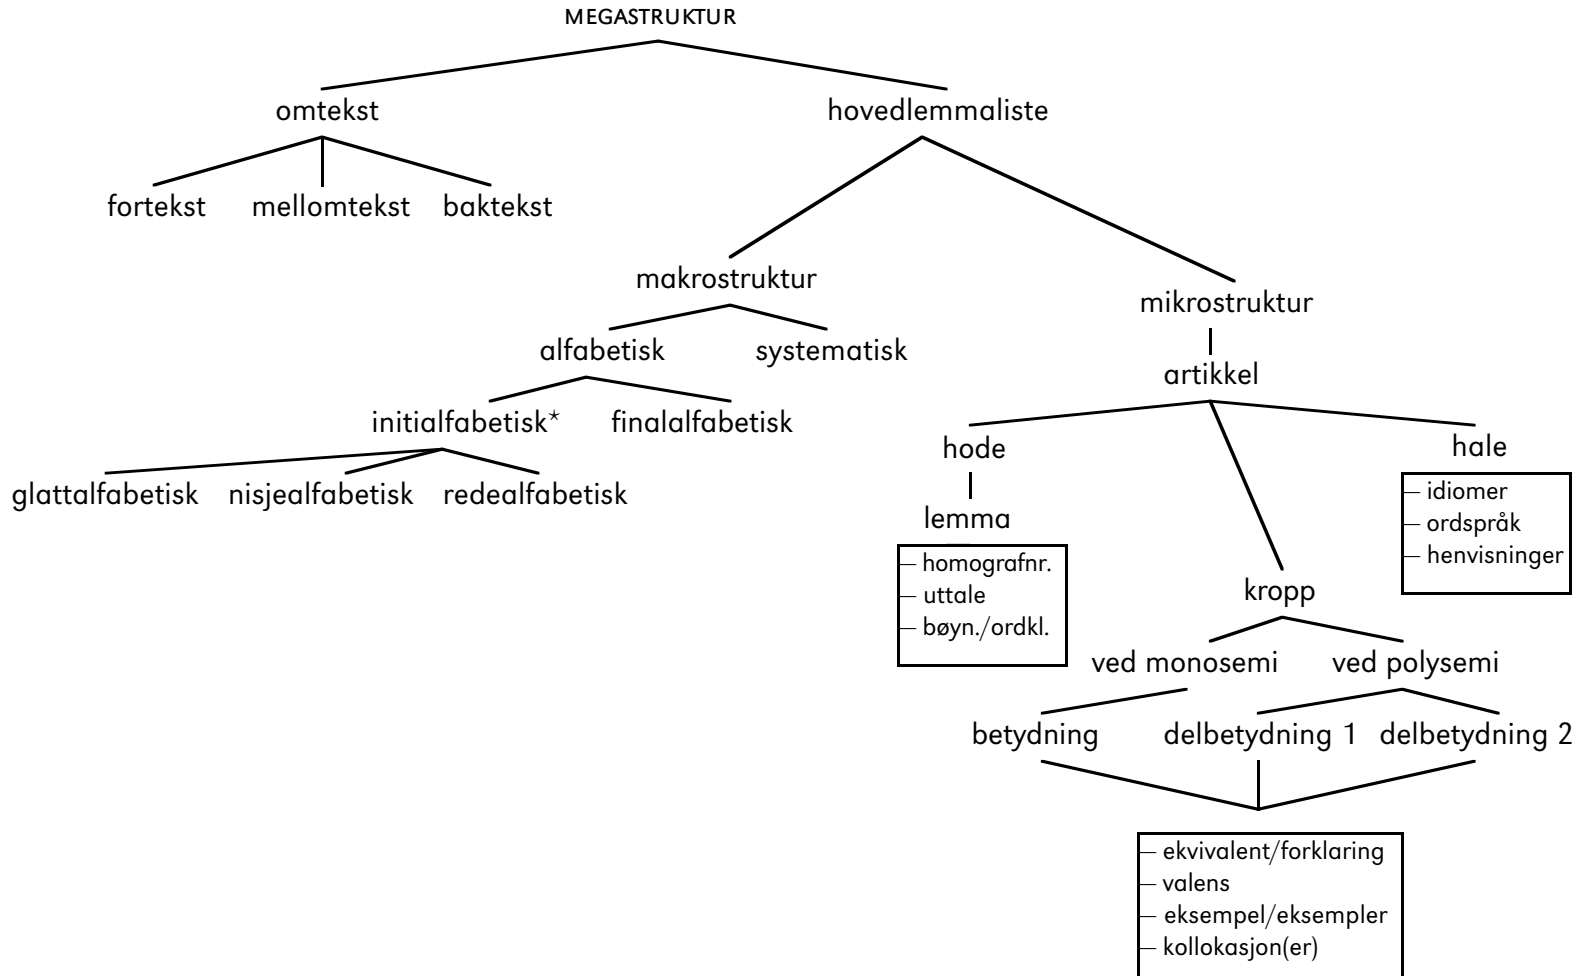 MEGASTRUKTUR
omtekst hovedlemmaliste
fortekst mellomtekst baktekst
makrostruktur
mikrostruktur
alfabetisk systematisk
artikkel
initialfabetisk* finalalfabetisk
hode hale
glattalfabetisk nisjealfabetisk redealfabetisk
– idiomer
lemma
– ordspråk
– homografnr.
– henvisninger
– uttale
kropp
– bøyn./ordkl.
ved monosemi ved polysemi
betydning delbetydning 1 delbetydning 2
– ekvivalent/forklaring
– valens
– eksempel/eksempler
– kollokasjon(er)